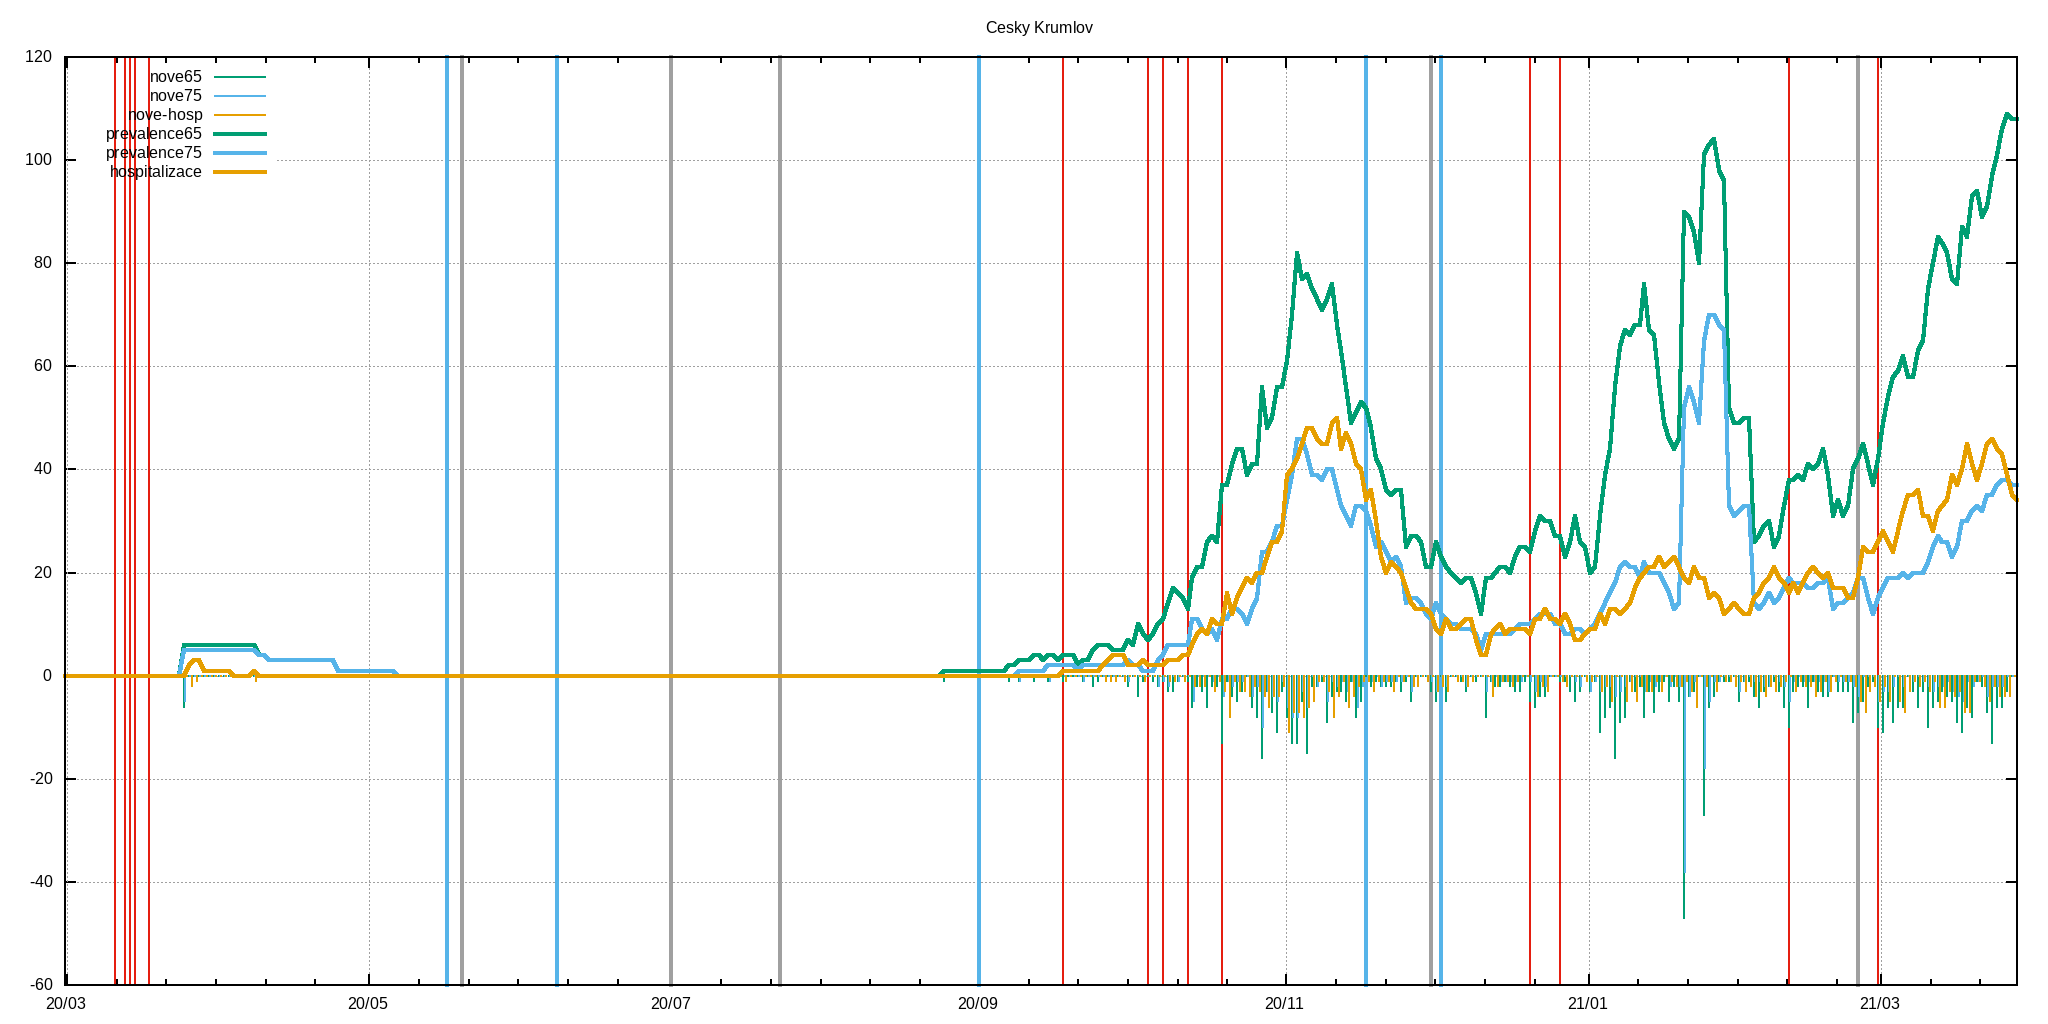 Cesky Krumlov
120
100
80
60
40
20
0
-20
-40
-60
nove65
nove75
nove-hosp
prevalence65
prevalence75
hospitalizace
20/03 20/05 20/07 20/09 20/11 21/01 21/03